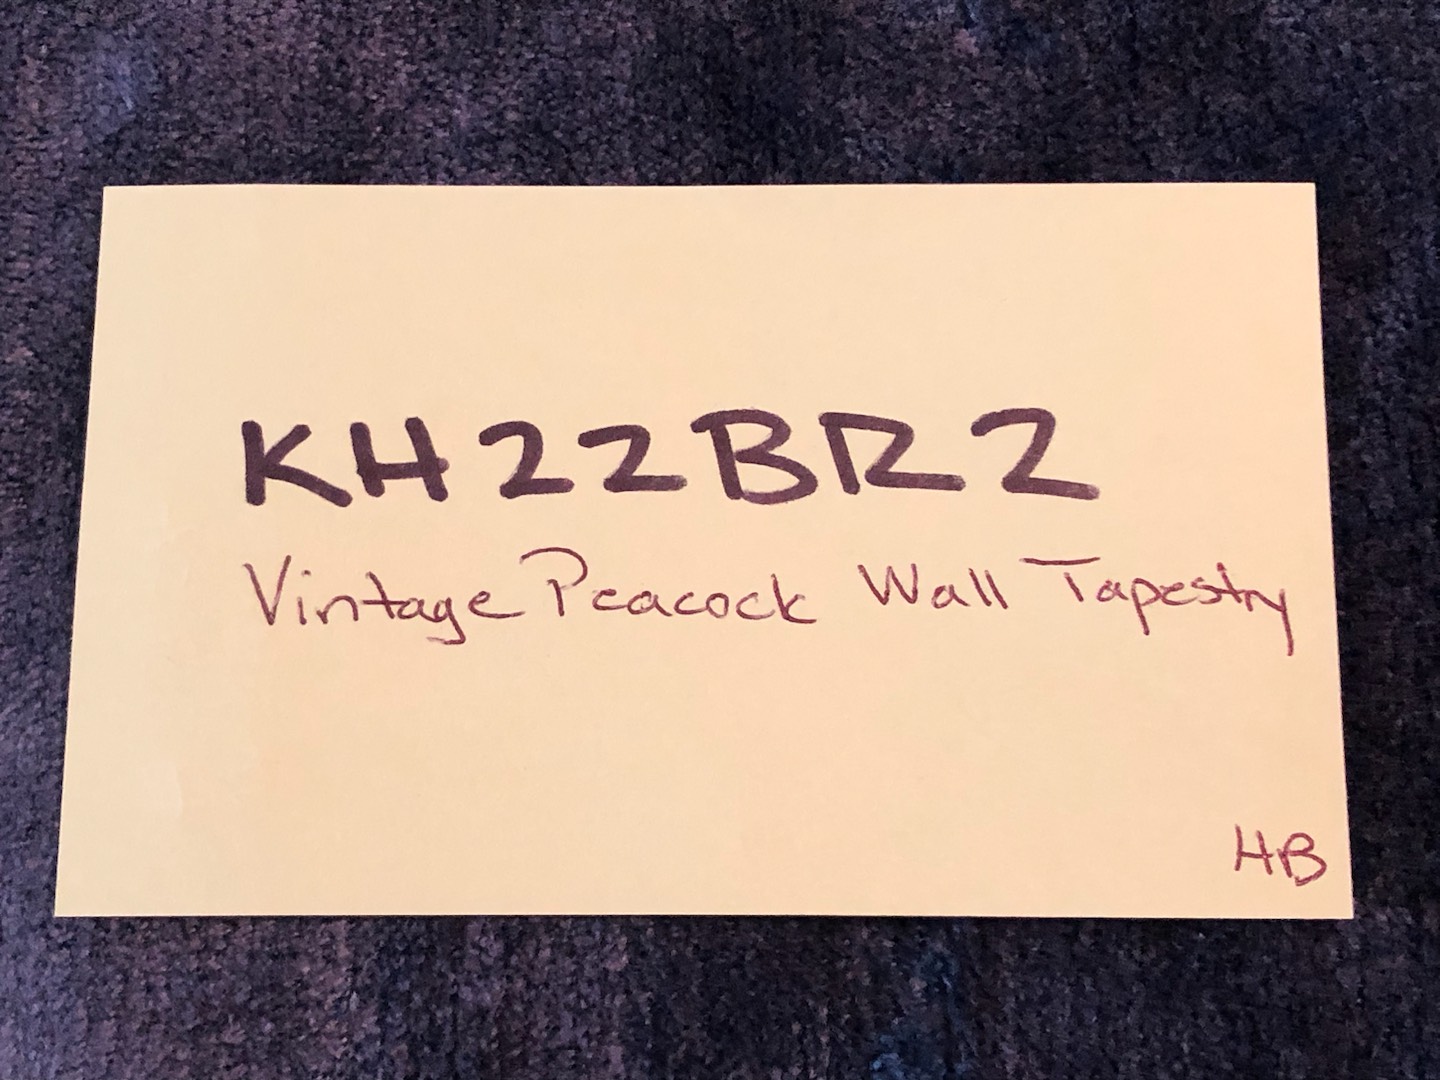 KH22BR2
Vintage Peacock Wall Tapestry
HB